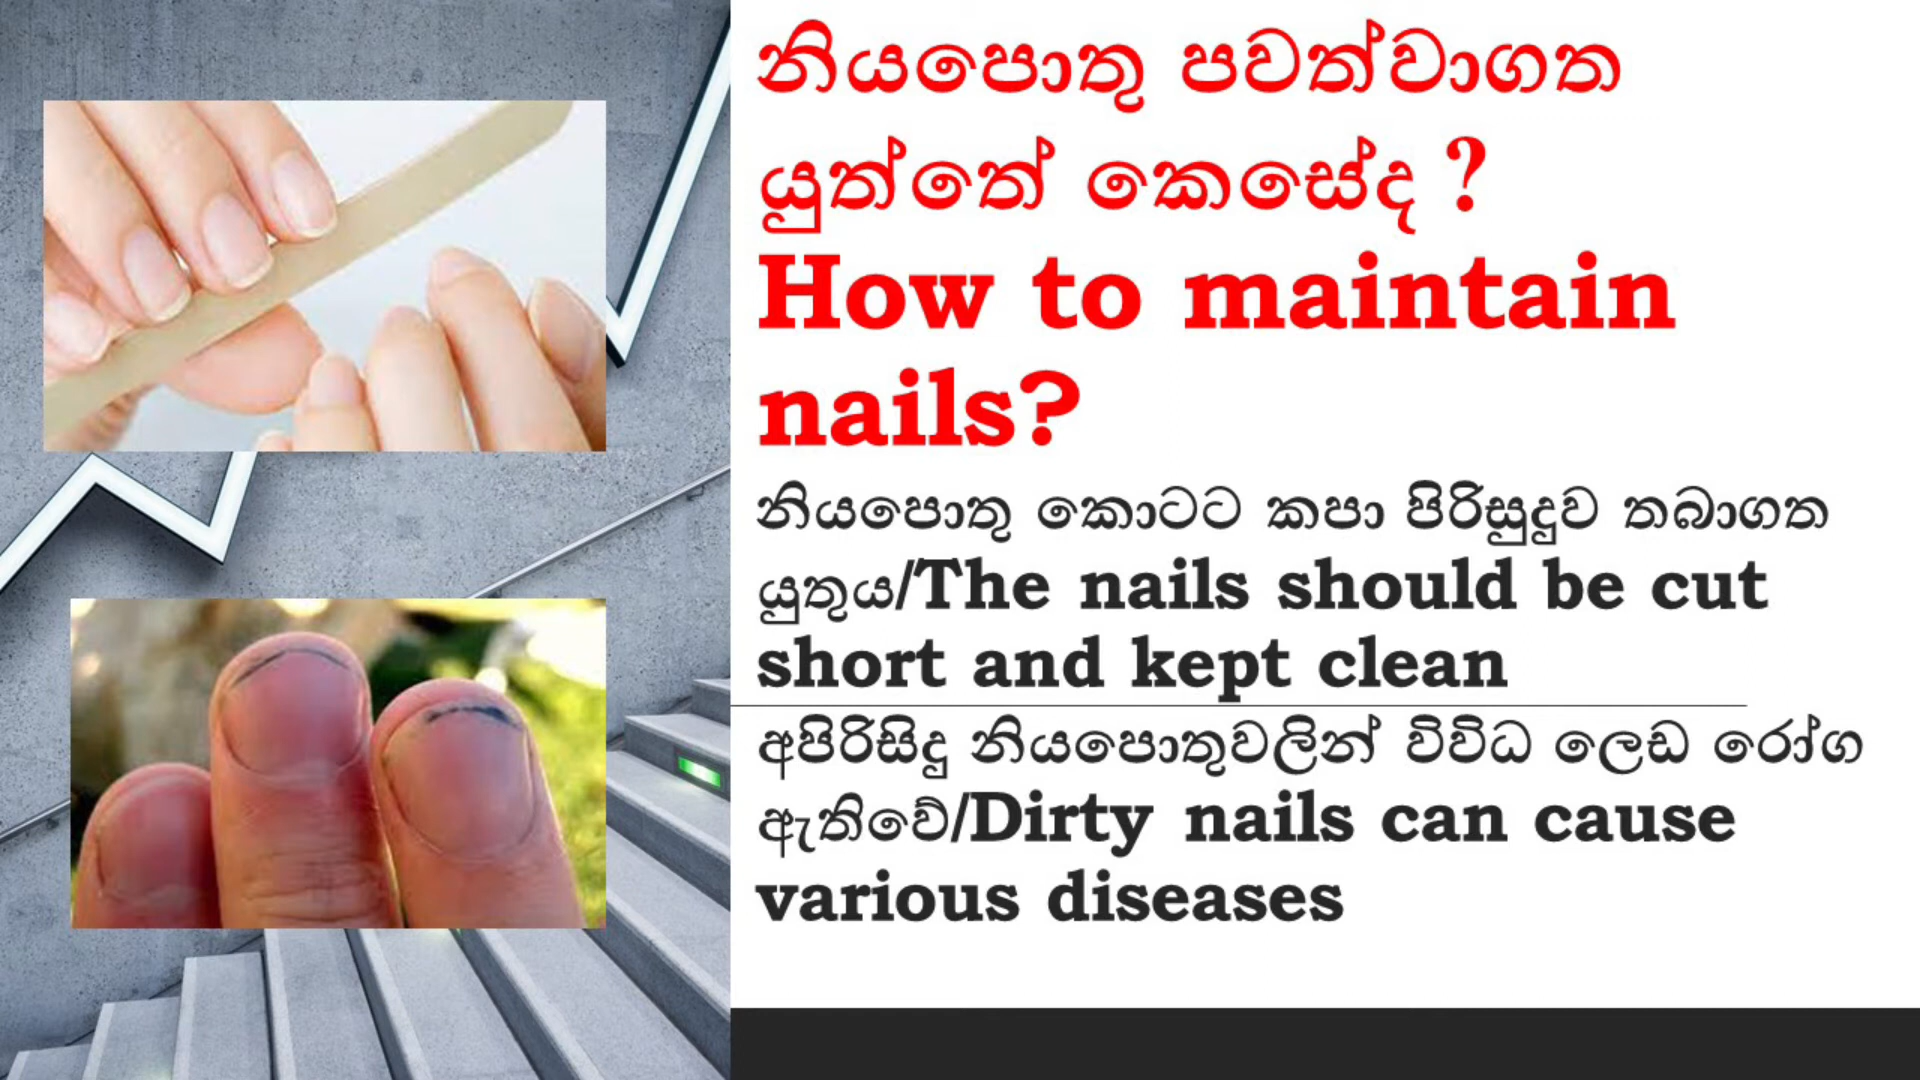 නියපොතු පවත්වාගත
යුත්තේ කෙසේද ?
How to maintain
nails?
නියපොතු කොටට කපා පිරිසුදුව තබාගත
යුතුය/The nails should be cut
short and kept clean
අපිරිසිදු නියපොතුවලින් විවිධ ලෙඩ රෝග
ඇතිවේ/Dirty nails can cause
various diseases